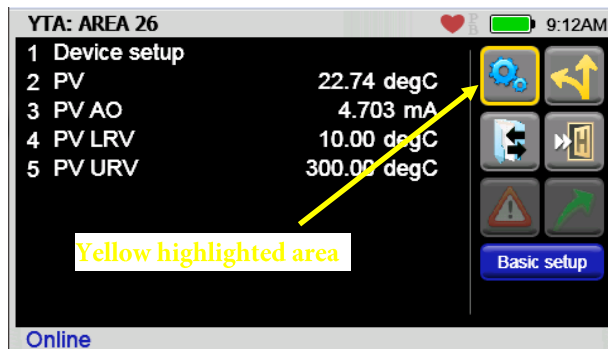 YTA: AREA 26
P
B
9:12AM
1 Device setup
2 PV 22.74 degC
3 PV AO 4.703 mA
4 PV LRV 10.00 degC
5 PV URV 300.00 degC
Yellow highlighted area
Basic setup
Online